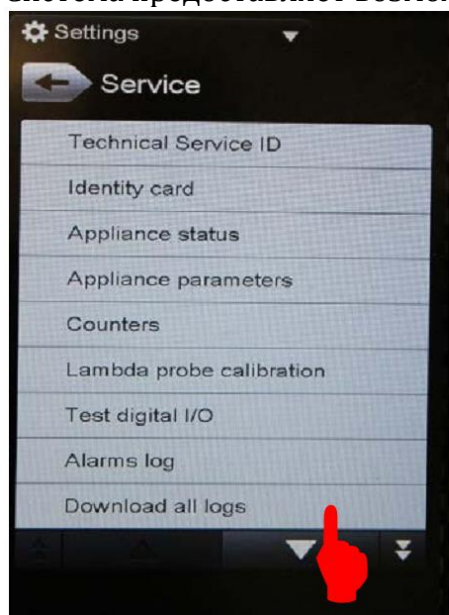 Settings
Service
Technical Service ID
Identity card
Appliance status
Appliance parameters
Counters
Lambda probe calibration
Test digital I/O
Alarms log
Download all logs